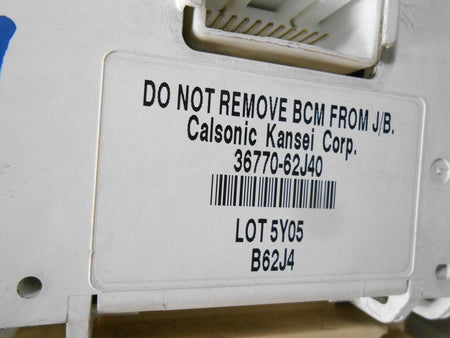 DO NOT REMOVE BCM FROM J/B.
Calsonic Kansei Corp.
36770-62J40
LOT 5Y05
B62J4